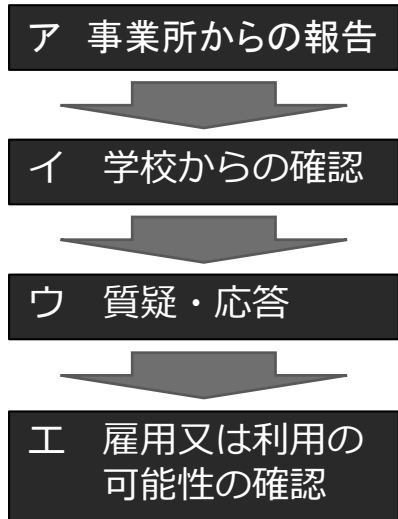 ア 事業所からの報告
イ 学校からの確認
ウ 質疑・応答
エ 雇用又は利用の
可能性の確認